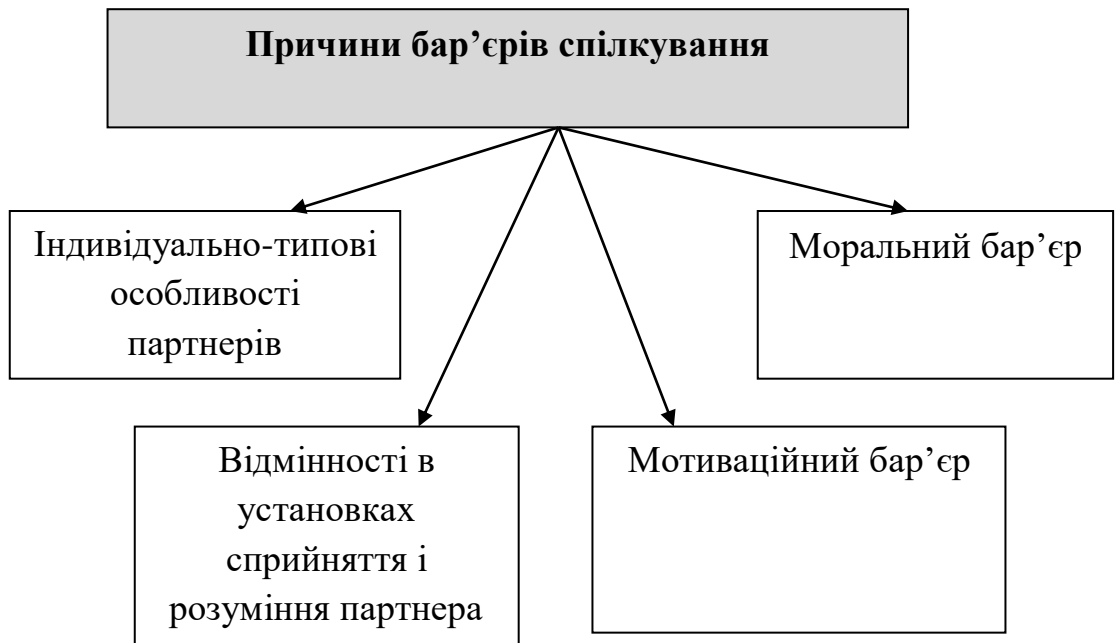 Причини бар’єрів спілкування
Індивідуально-типові
особливості
партнерів
Моральний бар’єр
Відмінності в
установках
сприйняття і
розуміння партнера
Мотиваційний бар’єр